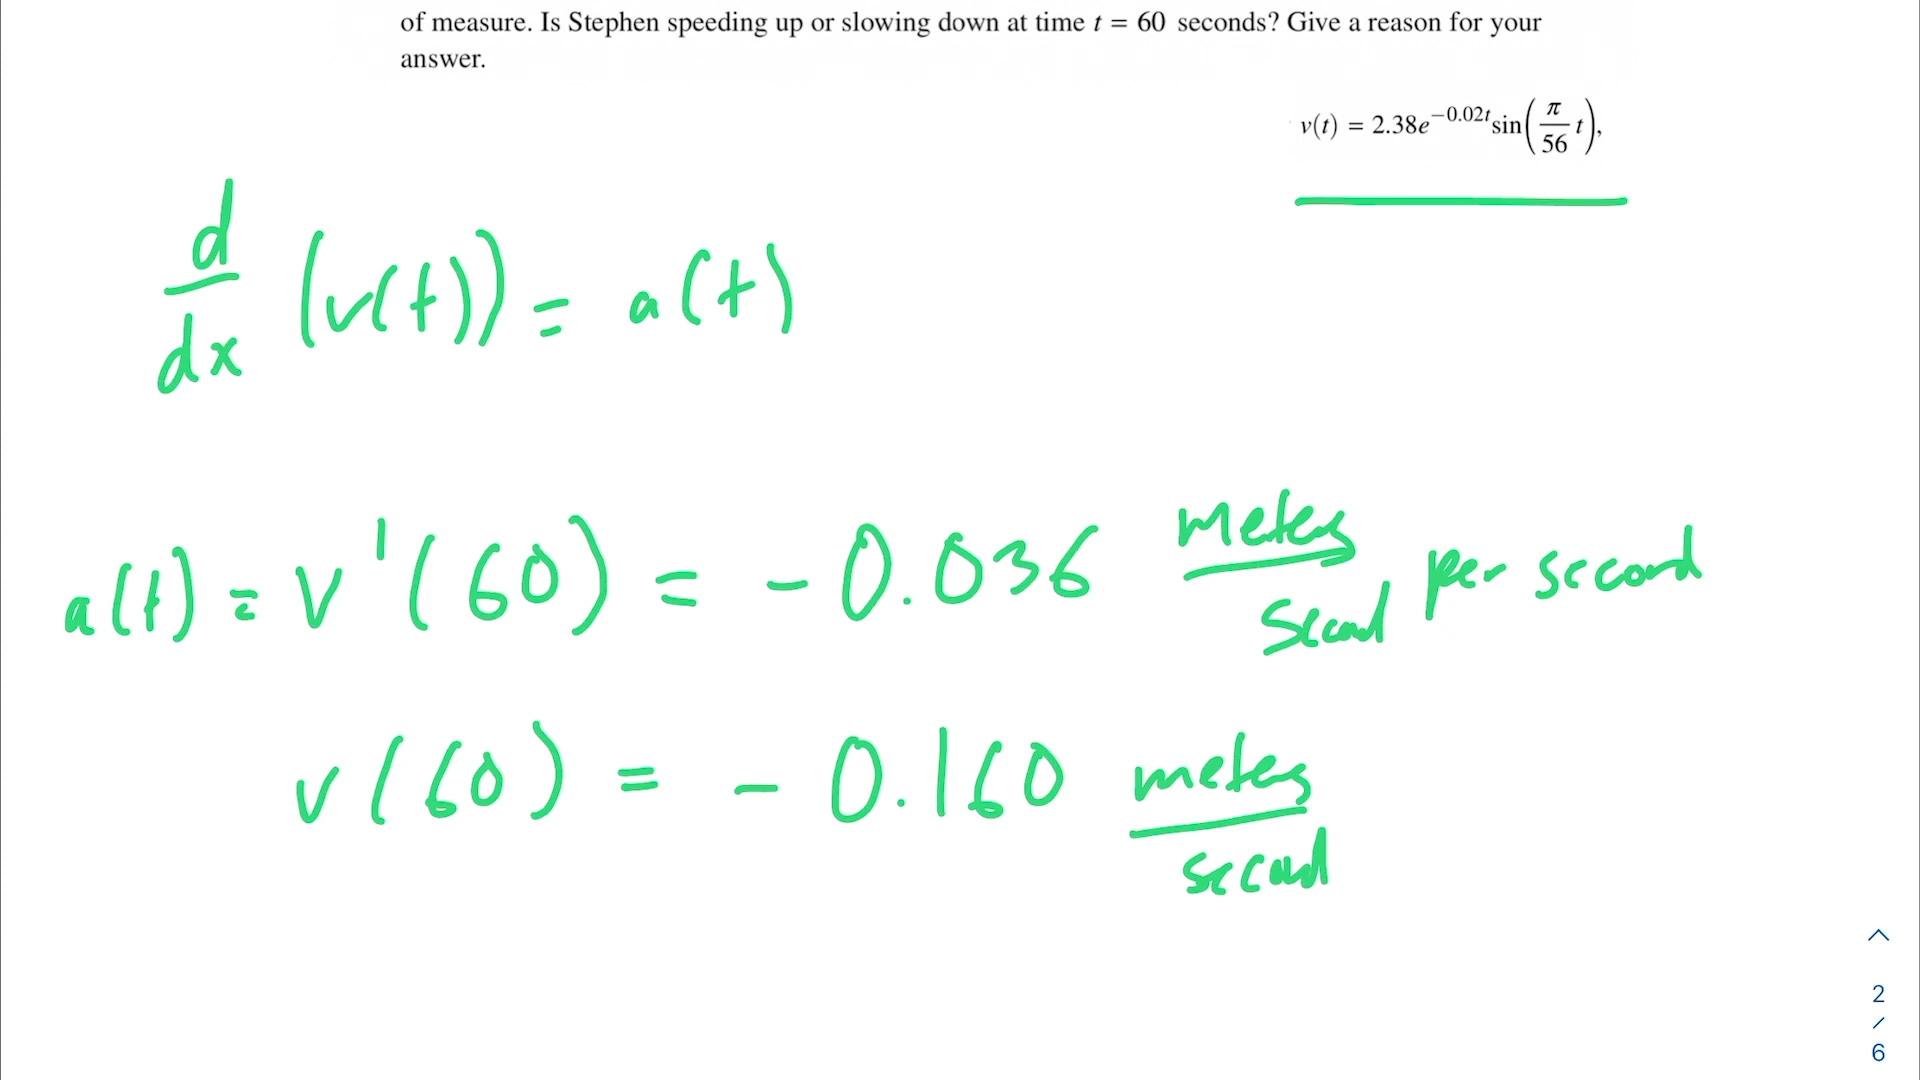 of measure. Is Stephen speeding up or slowing down at time t = 60 seconds? Give a reason for your
answer.
v(t) = 2.38e^{-0.02t} sin(π/56 t),
d/dx (v(t)) = a(t)
a(t) = v'(60) = -0.036 meters/second per second
v(60) = -0.160 meters/second
2
/
6